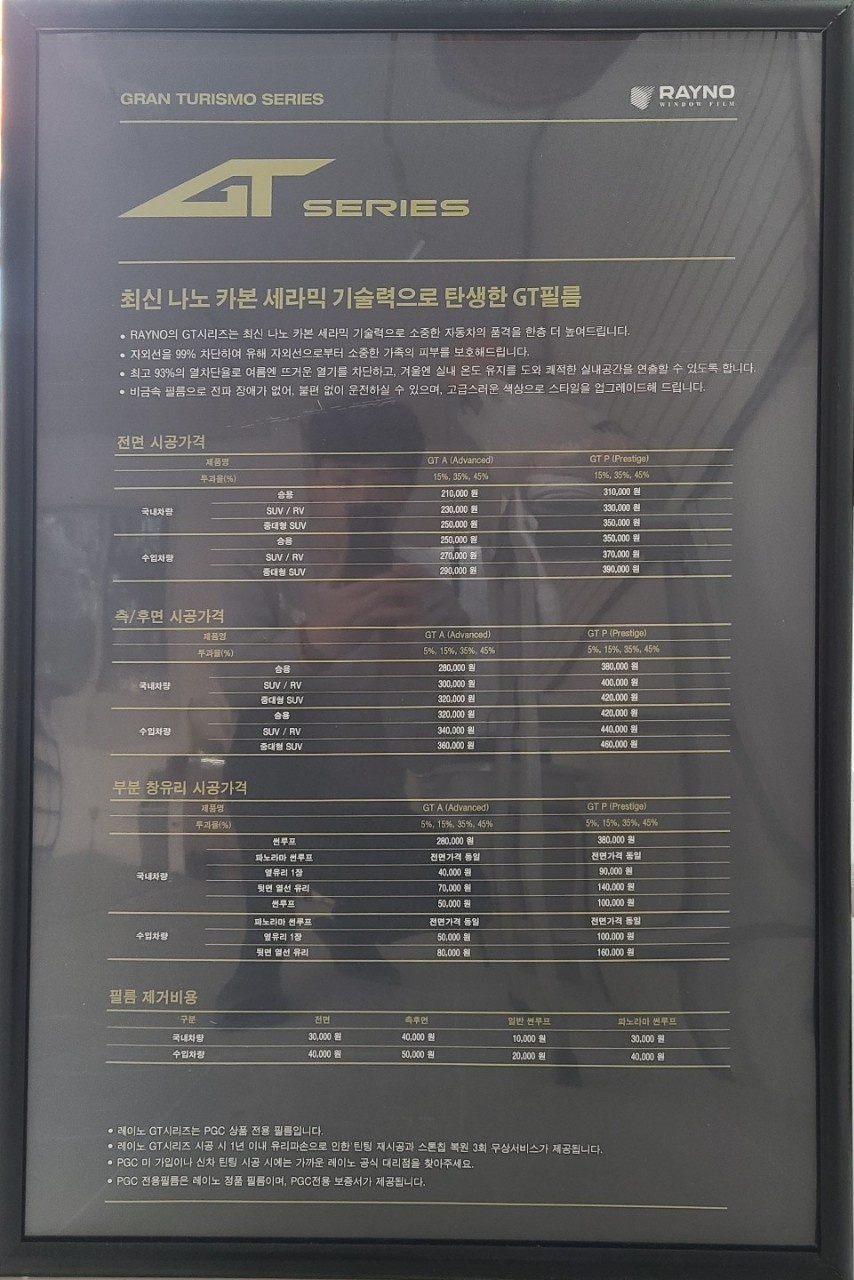 GRAN TURISMO SERIES
RAYNO
WINDOW FILM
GT SERIES
최신 나노 카본 세라믹 기술력으로 탄생한 GT필름
• RAYNO의 GT시리즈는 최신 나노 카본 세라믹 기술력으로 소중한 자동차의 품격을 한층 더 높여드립니다.
• 자외선을 99% 차단하여 유해 자외선으로부터 소중한 가족의 피부를 보호해드립니다.
• 최고 93%의 열차단율로 여름엔 뜨거운 열기를 차단하고, 겨울엔 실내 온도 유지를 도와 쾌적한 실내공간을 연출할 수 있도록 합니다.
• 비금속 필름으로 전파 장애가 없어, 불편 없이 운전하실 수 있으며, 고급스러운 색상으로 스타일을 업그레이드해 드립니다.
전면 시공가격
제품명 GT A (Advanced) GT P (Prestige)
투과율(%) 15%, 35%, 45% 15%, 35%, 45%
승용 210,000 원 310,000 원
국내차량 SUV / RV 230,000 원 330,000 원
중대형 SUV 250,000 원 350,000 원
승용 250,000 원 350,000 원
수입차량 SUV / RV 270,000 원 370,000 원
중대형 SUV 290,000 원 390,000 원
측/후면 시공가격
제품명 GT A (Advanced) GT P (Prestige)
투과율(%) 5%, 15%, 35%, 45% 5%, 15%, 35%, 45%
승용 280,000 원 380,000 원
국내차량 SUV / RV 300,000 원 400,000 원
중대형 SUV 320,000 원 420,000 원
승용 320,000 원 420,000 원
수입차량 SUV / RV 340,000 원 440,000 원
중대형 SUV 360,000 원 460,000 원
부분 창유리 시공가격
제품명 GT A (Advanced) GT P (Prestige)
투과율(%) 5%, 15%, 35%, 45% 5%, 15%, 35%, 45%
썬루프 280,000 원 380,000 원
파노라마 썬루프 전면가격 동일 전면가격 동일
국내차량 옆유리 1장 40,000 원 90,000 원
뒷면 열선 유리 70,000 원 140,000 원
썬루프 50,000 원 100,000 원
파노라마 썬루프 전면가격 동일 전면가격 동일
수입차량 옆유리 1장 50,000 원 100,000 원
뒷면 열선 유리 80,000 원 160,000 원
필름 제거비용
구분 전면 측후면 일반 썬루프 파노라마 썬루프
국내차량 30,000 원 40,000 원 10,000 원 30,000 원
수입차량 40,000 원 50,000 원 20,000 원 40,000 원
• 레이노 GT시리즈는 PGC 상품 전용 필름입니다.
• 레이노 GT시리즈 시공 시 1년 이내 유리파손으로 인한 틴팅 재시공과 스톤칩 복원 3회 무상서비스가 제공됩니다.
• PGC 미 가입이나 신차 틴팅 시공 시에는 가까운 레이노 공식 대리점을 찾아주세요.
• PGC 전용필름은 레이노 정품 필름이며, PGC전용 보증서가 제공됩니다.